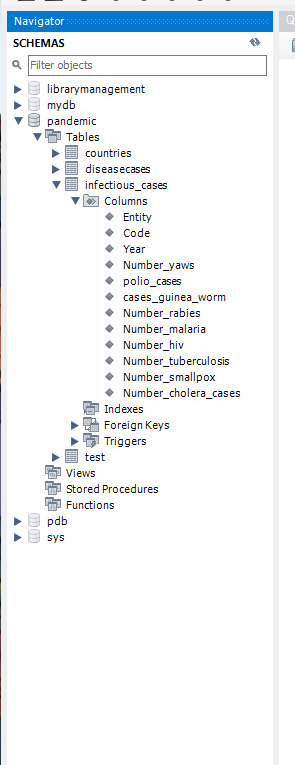 Navigator
SCHEMAS
Filter objects
librarymanagement
mydb
pandemic
Tables
countries
diseasecases
infectious_cases
Columns
Entity
Code
Year
Number_yaws
polio_cases
cases_guinea_worm
Number_rabies
Number_malaria
Number_hiv
Number_tuberculosis
Number_smallpox
Number_cholera_cases
Indexes
Foreign Keys
Triggers
test
Views
Stored Procedures
Functions
pdb
sys